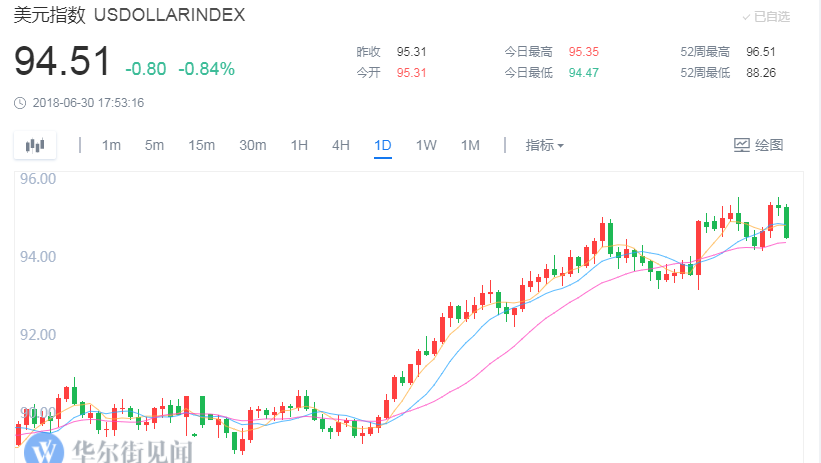 美元指数 USDOLLARINDEX
已自选
94.51 -0.80 -0.84%
昨收 95.31 今日最高 95.35 52周最高 96.51
今开 95.31 今日最低 94.47 52周最低 88.26
2018-06-30 17:53:16
1m 5m 15m 30m 1H 4H 1D 1W 1M 指标 绘图
96.00
94.00
92.00
90.00
华尔街见闻